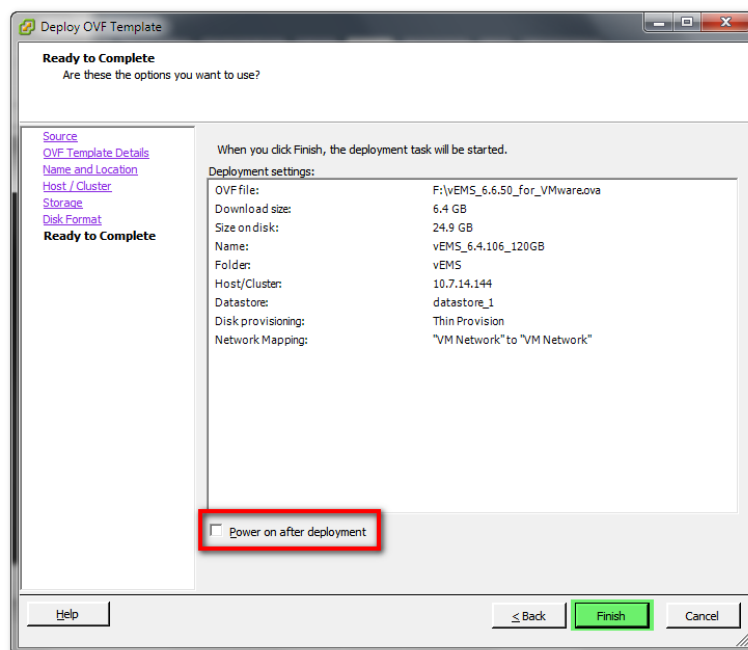 Deploy OVF Template
Ready to Complete
Are these the options you want to use?
Source
OVF Template Details
Name and Location
Host / Cluster
Storage
Disk Format
Ready to Complete
When you click Finish, the deployment task will be started.
Deployment settings:
OVF file: F:\vEMS_6.6.50_for_VMware.ova
Download size: 6.4 GB
Size on disk: 24.9 GB
Name: vEMS_6.4.106_120GB
Folder: vEMS
Host/Cluster: 10.7.14.144
Datastore: datastore_1
Disk provisioning: Thin Provision
Network Mapping: "VM Network" to "VM Network"
Power on after deployment
Help
< Back
Finish
Cancel